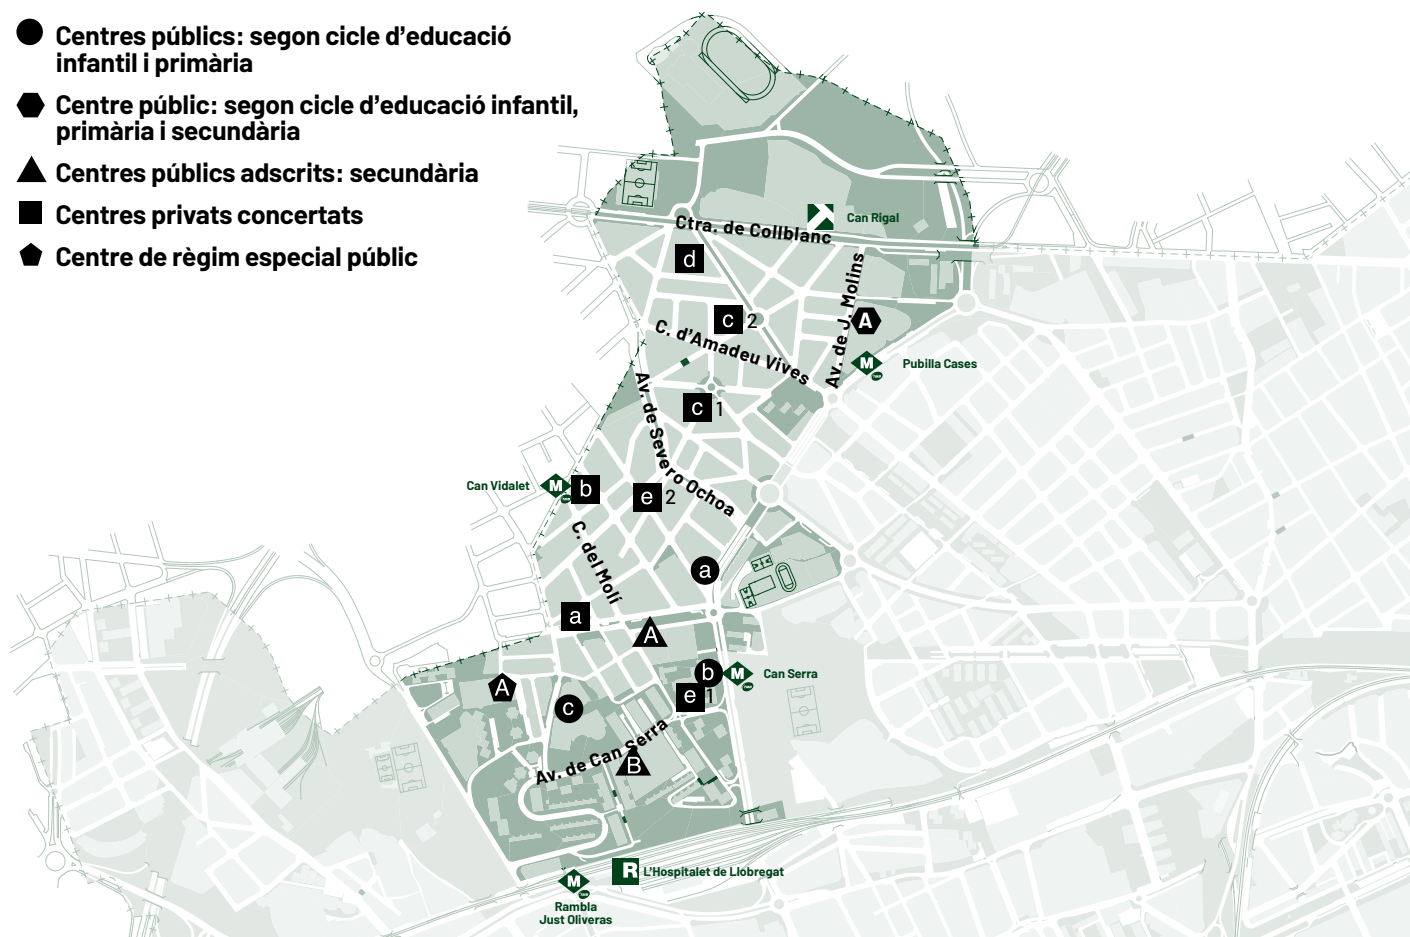 Centres públics: segon cicle d’educació
infantil i primària
Centre públic: segon cicle d’educació infantil,
primària i secundària
Centres públics adscrits: secundària
Centres privats concertats
Centre de règim especial públic
Can Rigal
Ctra. de Collblanc
d
Av. de J. Molins
c 2
A
C. d’Amadeu Vives
M
Pubilla Cases
Av. de Severo Ochoa
c 1
Can Vidalet
M
b
e 2
C. del Molí
a
a
A
b
M
Can Serra
A
e 1
c
Av. de Can Serra
B
R
L’Hospitalet de Llobregat
M
Rambla
Just Oliveras